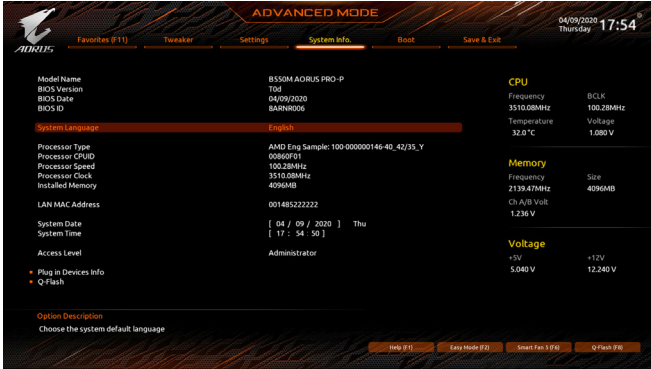 ADVANCED MODE
04/09/2020 Thursday 17:54
AORUS
Favorites (F11) Tweaker Settings System Info. Boot Save & Exit
Model Name B550M AORUS PRO-P
BIOS Version T0d
BIOS Date 04/09/2020
BIOS ID 8ARNR006
System Language English
Processor Type AMD Eng Sample: 100-000000146-40_42/35_Y
Processor CPUID 00860F01
Processor Speed 100.28MHz
Processor Clock 3510.08MHz
Installed Memory 4096MB
LAN MAC Address 001485222222
System Date [ 04 / 09 / 2020 ] Thu
System Time [ 17 : 54 : 50 ]
Access Level Administrator
Plug in Devices Info
Q-Flash
CPU
Frequency BCLK
3510.08MHz 100.28MHz
Temperature Voltage
32.0 °C 1.080 V
Memory
Frequency Size
2139.47MHz 4096MB
Ch A/B Volt
1.236 V
Voltage
+5V +12V
5.040 V 12.240 V
Option Description
Choose the system default language
Help (F1) Easy Mode (F2) Smart Fan 5 (F6) Q-Flash (F8)